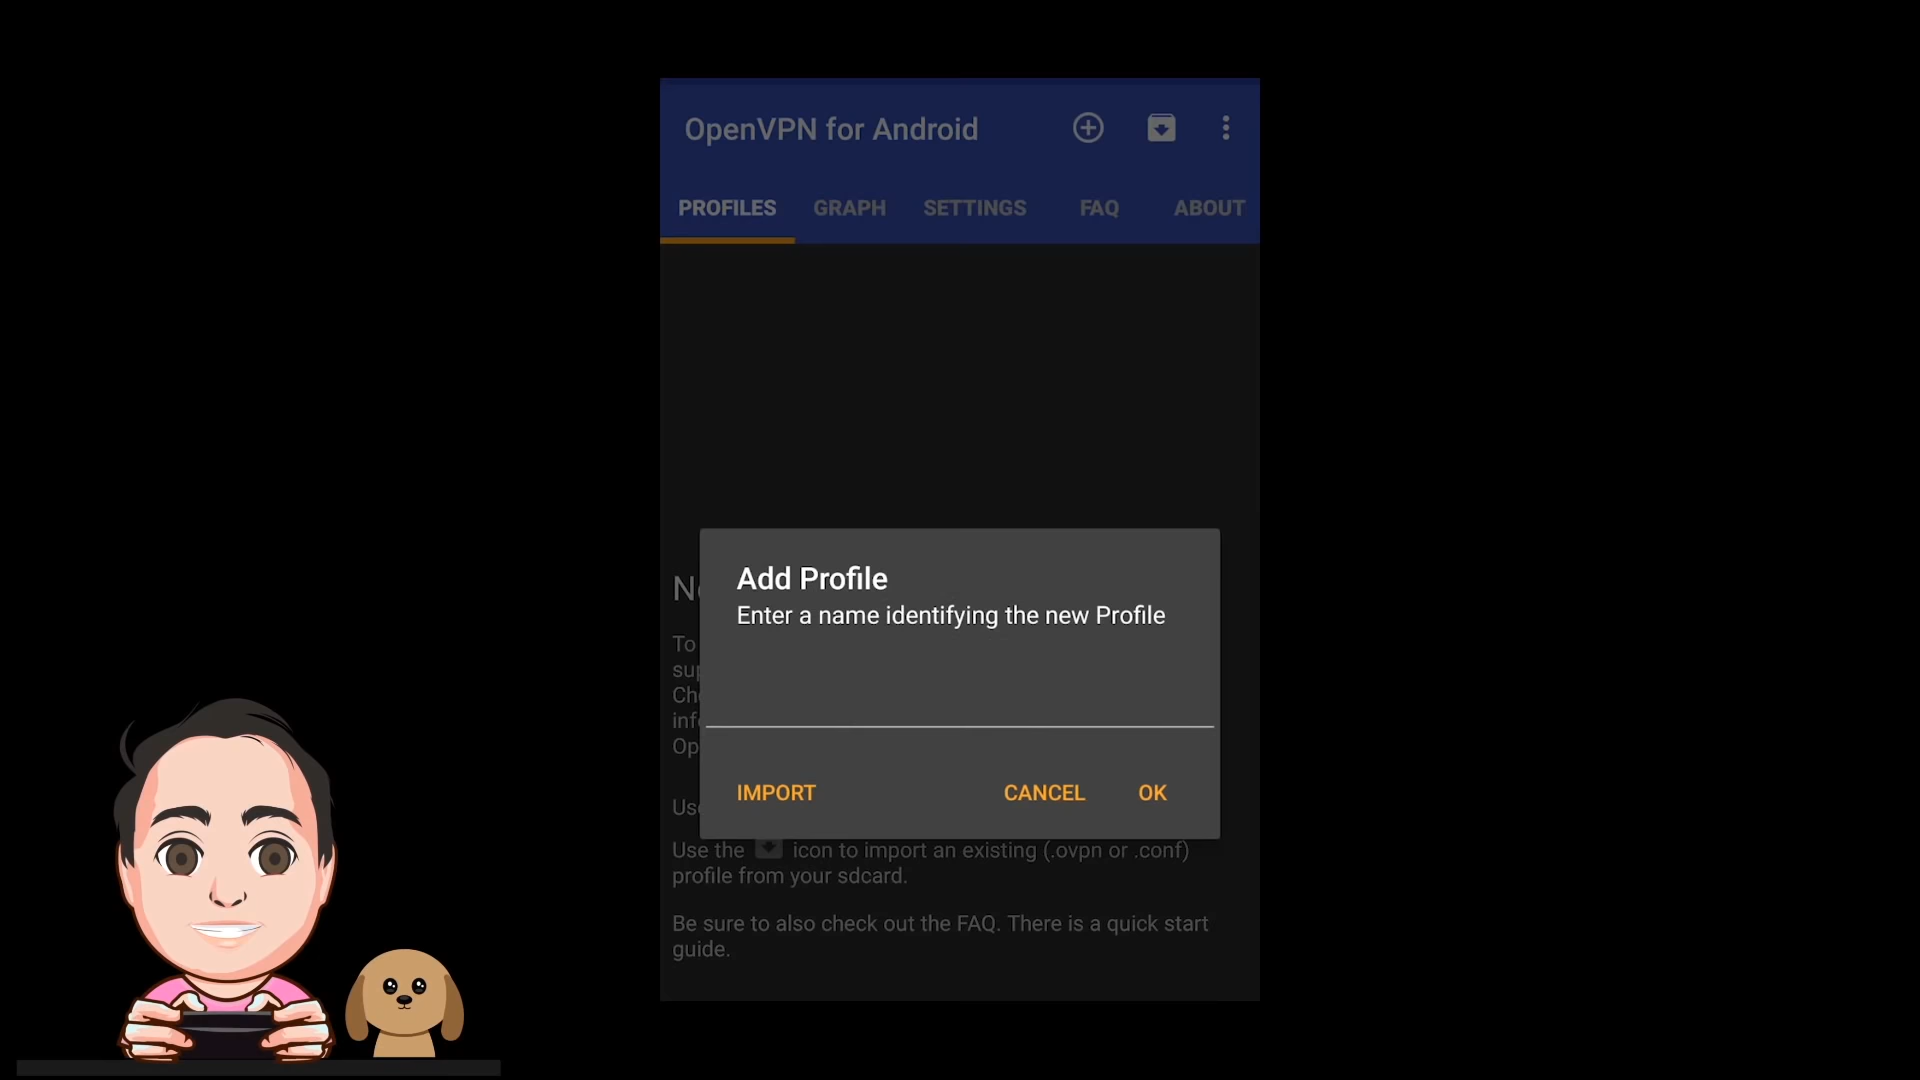 OpenVPN for Android
PROFILES GRAPH SETTINGS FAQ ABOUT
Add Profile
Enter a name identifying the new Profile
To
IMPORT CANCEL OK
Use the icon to import an existing (.ovpn or .conf)
profile from your sdcard.
Be sure to also check out the FAQ. There is a quick start
guide.